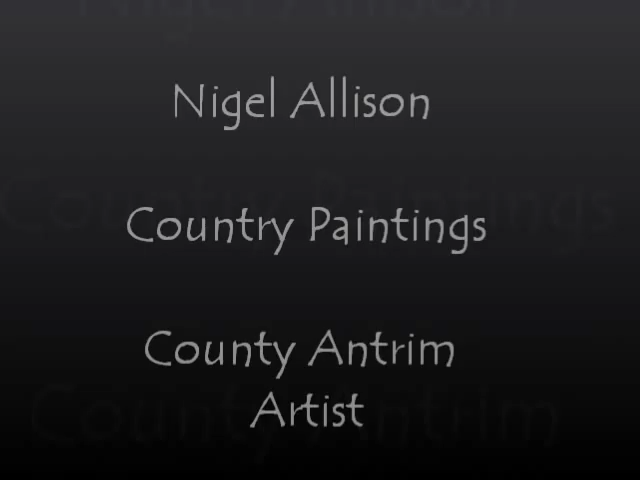 Nigel Allison
Country Paintings
County Antrim
Artist